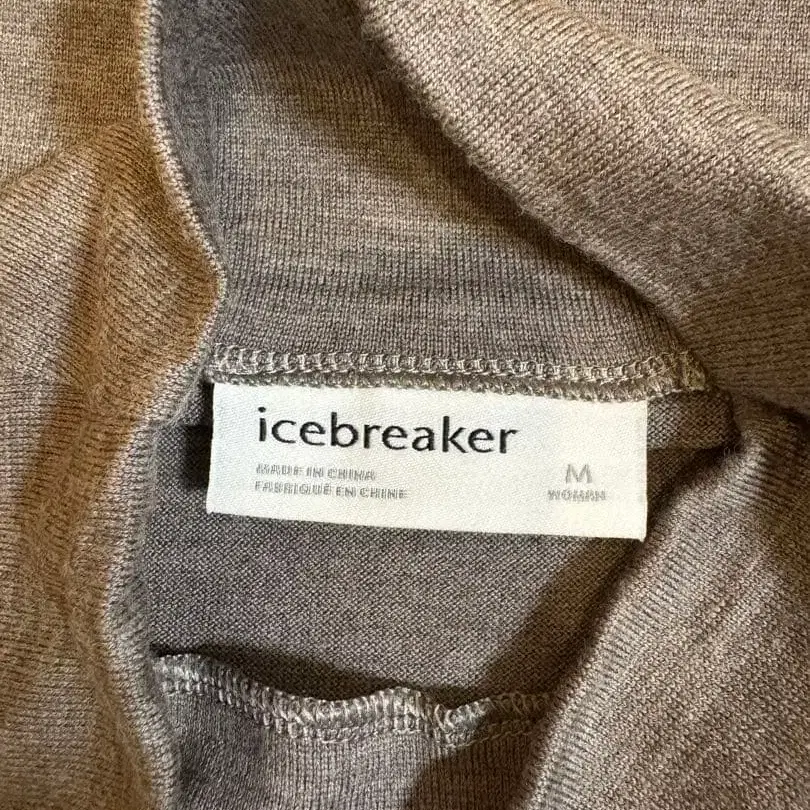 icebreaker
MADE IN CHINA
FABRIQUÉ EN CHINE
M
WOMAN